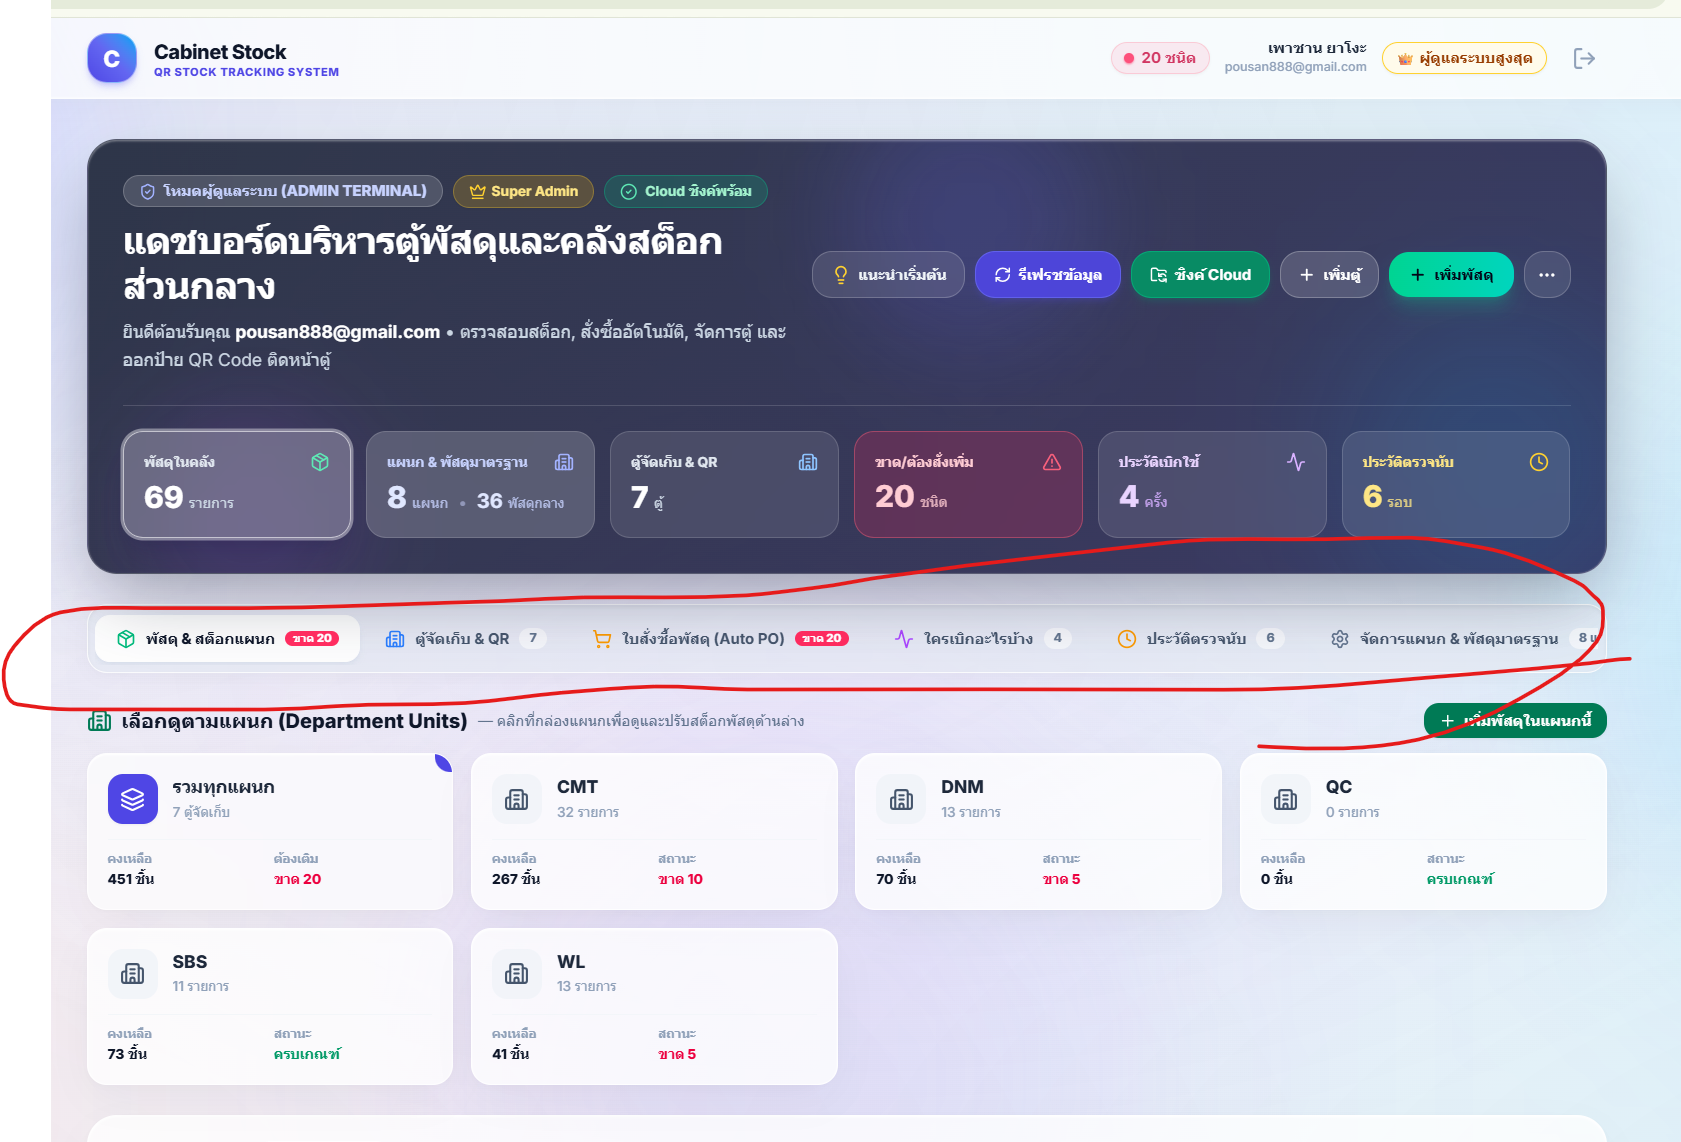 C
Cabinet Stock
QR STOCK TRACKING SYSTEM
20 ชนิด
เพาซาน ยาโงะ
pousan888@gmail.com
ผู้ดูแลระบบสูงสุด
โหมดผู้ดูแลระบบ (ADMIN TERMINAL)
Super Admin
Cloud ซิงค์พร้อม
แดชบอร์ดบริหารตู้พัสดุและคลังสต็อก
ส่วนกลาง
ยินดีต้อนรับคุณ pousan888@gmail.com • ตรวจสอบสต็อก, สั่งซื้ออัตโนมัติ, จัดการตู้ และ
ออกป้าย QR Code ติดหน้าตู้
แนะนำเริ่มต้น
รีเฟรชข้อมูล
ซิงค์ Cloud
+ เพิ่มตู้
+ เพิ่มพัสดุ
...
พัสดุในคลัง
69 รายการ
แผนก & พัสดุมาตรฐาน
8 แผนก • 36 พัสดุกลาง
ตู้จัดเก็บ & QR
7 ตู้
ขาด/ต้องสั่งเพิ่ม
20 ชนิด
ประวัติเบิกใช้
4 ครั้ง
ประวัติตรวจนับ
6 รอบ
พัสดุ & สต็อกแผนก ขาด 20
ตู้จัดเก็บ & QR 7
ใบสั่งซื้อพัสดุ (Auto PO) ขาด 20
ใครเบิกอะไรบ้าง 4
ประวัติตรวจนับ 6
จัดการแผนก & พัสดุมาตรฐาน 8
เลือกดูตามแผนก (Department Units) — คลิกที่กล่องแผนกเพื่อดูและปรับสต็อกพัสดุด้านล่าง
+ เพิ่มพัสดุในแผนกนี้
รวมทุกแผนก
7 ตู้จัดเก็บ
คงเหลือ ต้องเติม
451 ชิ้น ขาด 20
CMT
32 รายการ
คงเหลือ สถานะ
267 ชิ้น ขาด 10
DNM
13 รายการ
คงเหลือ สถานะ
70 ชิ้น ขาด 5
QC
0 รายการ
คงเหลือ สถานะ
0 ชิ้น ครบเกณฑ์
SBS
11 รายการ
คงเหลือ สถานะ
73 ชิ้น ครบเกณฑ์
WL
13 รายการ
คงเหลือ สถานะ
41 ชิ้น ขาด 5